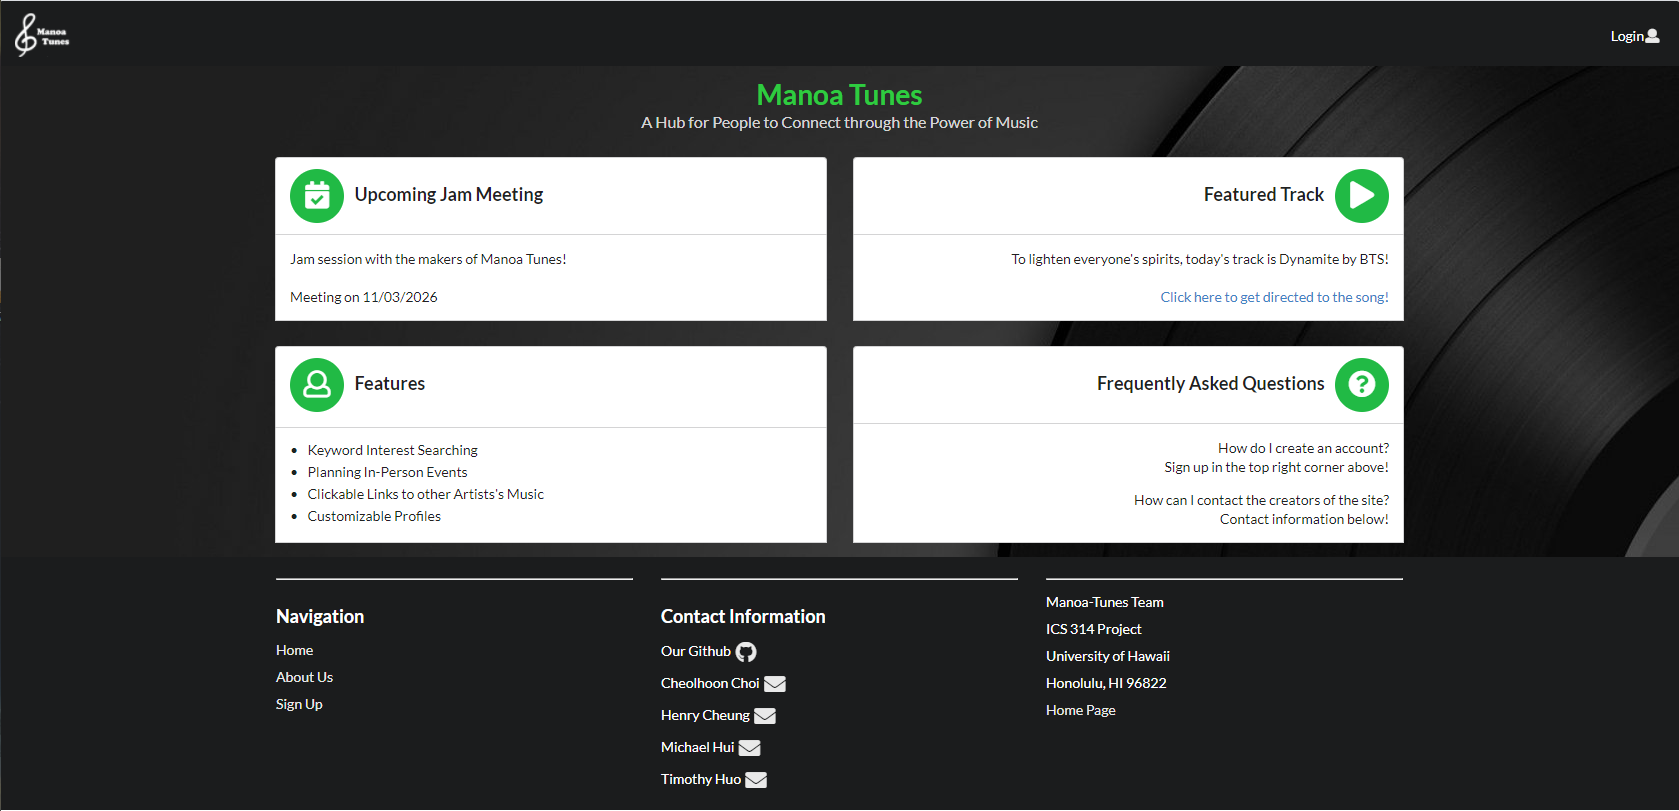 Manoa
Tunes
Login
Manoa Tunes
A Hub for People to Connect through the Power of Music
Upcoming Jam Meeting
Jam session with the makers of Manoa Tunes!
Meeting on 11/03/2026
Featured Track
To lighten everyone's spirits, today's track is Dynamite by BTS!
Click here to get directed to the song!
Features
• Keyword Interest Searching
• Planning In-Person Events
• Clickable Links to other Artists's Music
• Customizable Profiles
Frequently Asked Questions
How do I create an account?
Sign up in the top right corner above!
How can I contact the creators of the site?
Contact information below!
Navigation
Home
About Us
Sign Up
Contact Information
Our Github
Cheolhoon Choi
Henry Cheung
Michael Hui
Timothy Huo
Manoa-Tunes Team
ICS 314 Project
University of Hawaii
Honolulu, HI 96822
Home Page